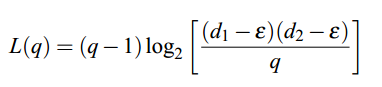 L(q) = (q − 1) log₂ [ (d₁ − ε)(d₂ − ε) / q ]